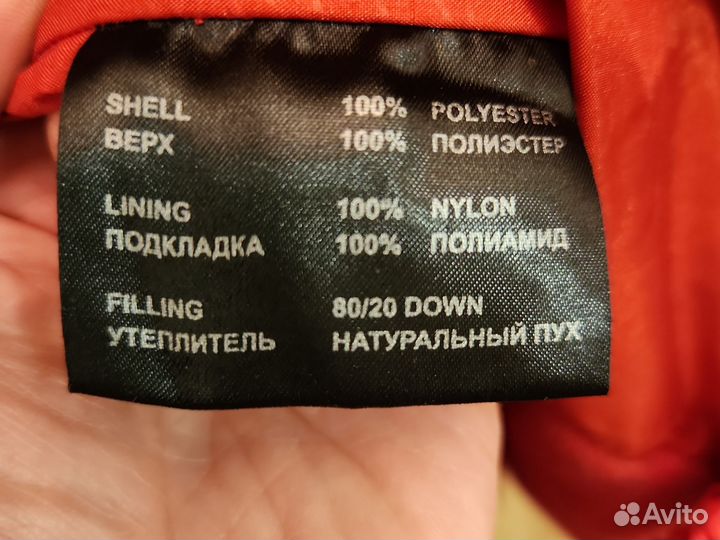 SHELL 100% POLYESTER
ВЕРХ 100% ПОЛИЭСТЕР
LINING 100% NYLON
ПОДКЛАДКА 100% ПОЛИАМИД
FILLING 80/20 DOWN
УТЕПЛИТЕЛЬ НАТУРАЛЬНЫЙ ПУХ
Avito